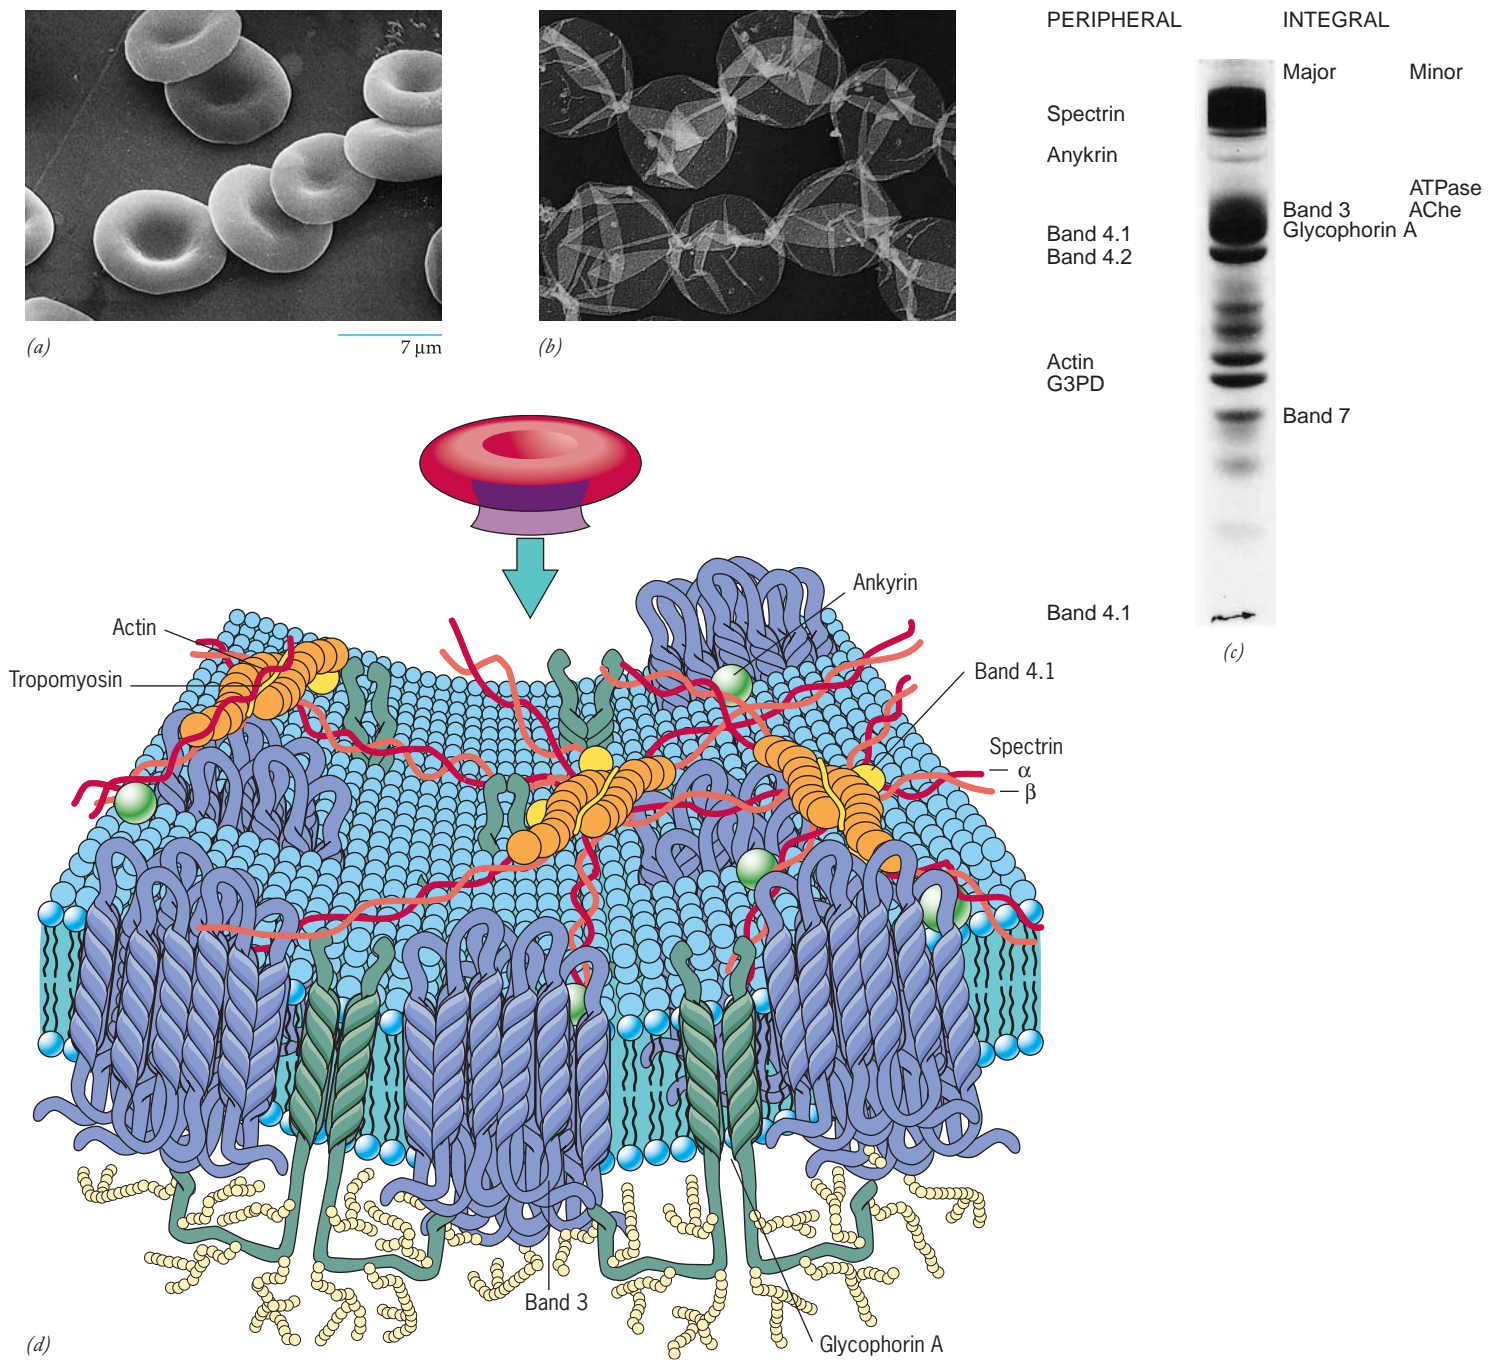 PERIPHERAL
INTEGRAL
Major
Minor
Spectrin
Anykrin
ATPase
Band 3
AChe
Band 4.1
Glycophorin A
Band 4.2
Actin
G3PD
Band 7
Band 4.1
(c)
7 µm
(a)
(b)
Actin
Tropomyosin
Ankyrin
Band 4.1
Spectrin
α
β
Band 3
Glycophorin A
(d)